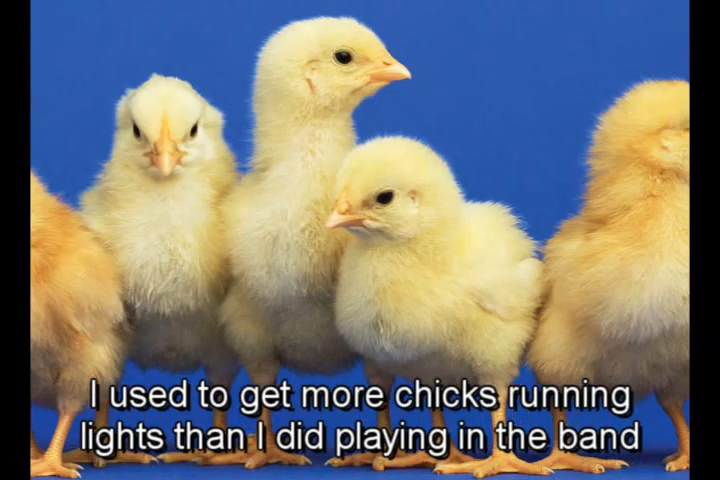 I used to get more chicks running
lights than I did playing in the band